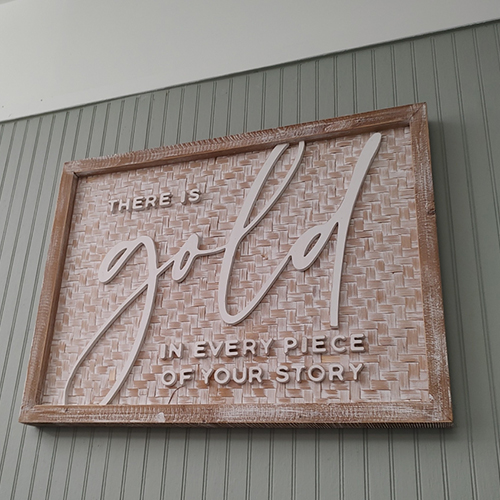 THERE IS
gold
IN EVERY PIECE
OF YOUR STORY